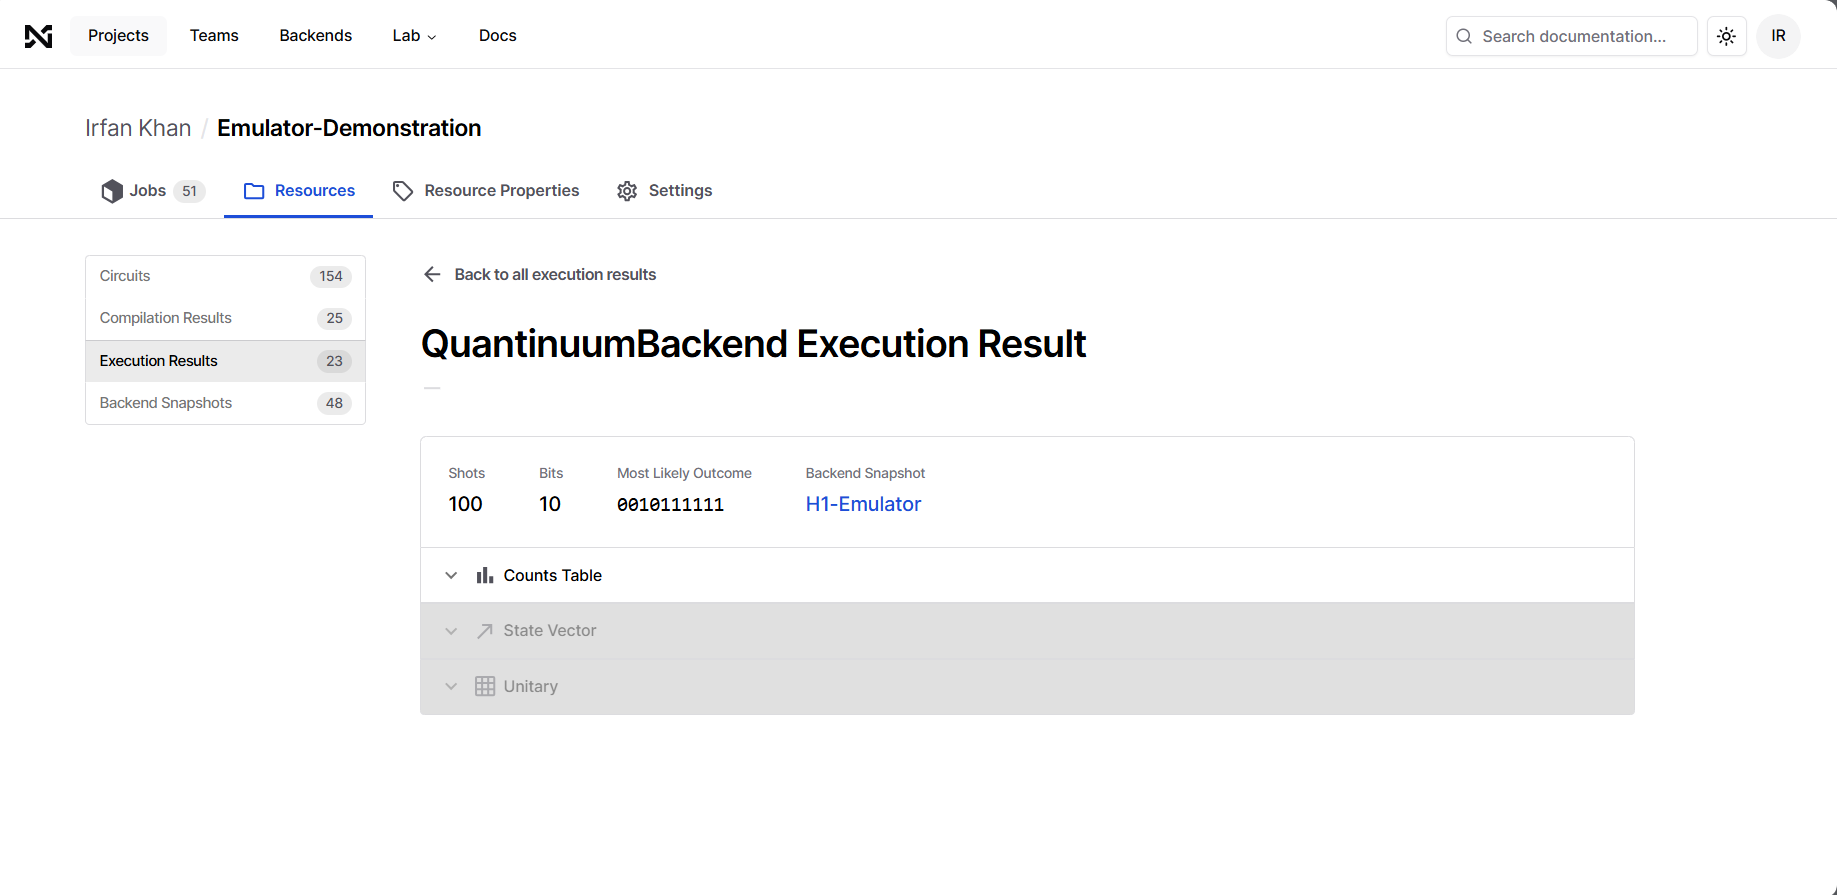 Projects Teams Backends Lab Docs Search documentation... IR
Irfan Khan / Emulator-Demonstration
Jobs 51 Resources Resource Properties Settings
Circuits 154
Compilation Results 25
Execution Results 23
Backend Snapshots 48
Back to all execution results
QuantinuumBackend Execution Result
—
Shots Bits Most Likely Outcome Backend Snapshot
100 10 0010111111 H1-Emulator
Counts Table
State Vector
Unitary